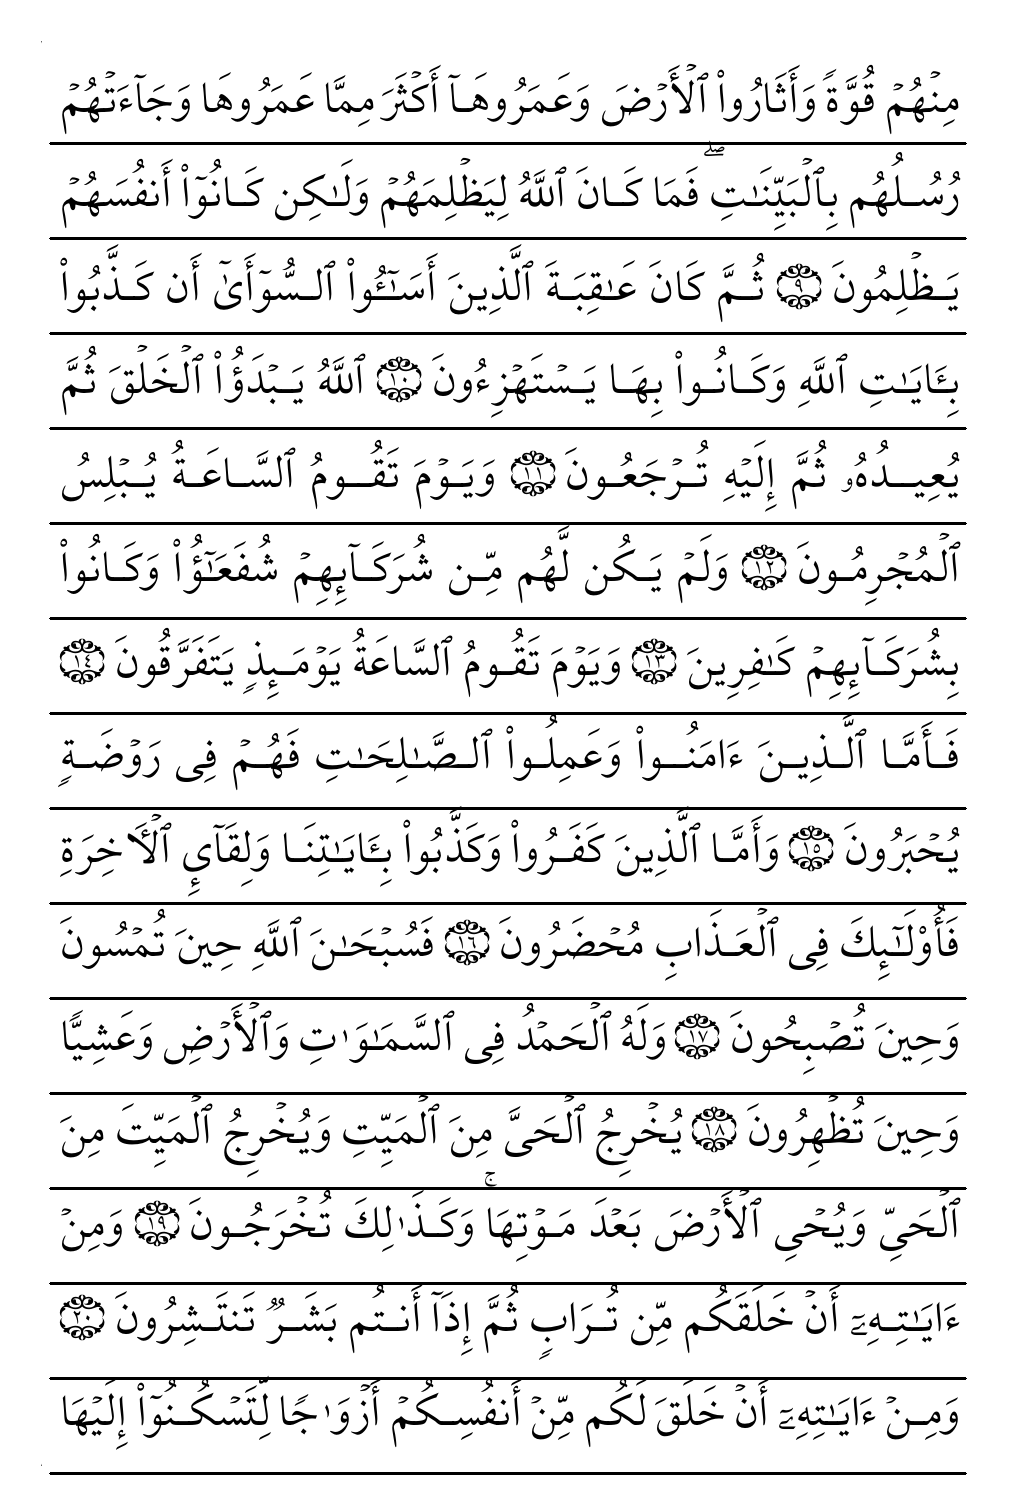 مِنۡهُمۡ قُوَّةٗ وَأَثَارُواْ ٱلۡأَرۡضَ وَعَمَرُوهَآ أَكۡثَرَ مِمَّا عَمَرُوهَا وَجَآءَتۡهُمۡ
رُسُلُهُم بِٱلۡبَيِّنَٰتِۖ فَمَا كَانَ ٱللَّهُ لِيَظۡلِمَهُمۡ وَلَٰكِن كَانُوٓاْ أَنفُسَهُمۡ
يَظۡلِمُونَ ٩ ثُمَّ كَانَ عَٰقِبَةَ ٱلَّذِينَ أَسَٰٓـُٔواْ ٱلسُّوٓأَىٰٓ أَن كَذَّبُواْ
بِـَٔايَٰتِ ٱللَّهِ وَكَانُواْ بِهَا يَسۡتَهۡزِءُونَ ١٠ ٱللَّهُ يَبۡدَؤُاْ ٱلۡخَلۡقَ ثُمَّ
يُعِيدُهُۥ ثُمَّ إِلَيۡهِ تُرۡجَعُونَ ١١ وَيَوۡمَ تَقُومُ ٱلسَّاعَةُ يُبۡلِسُ
ٱلۡمُجۡرِمُونَ ١٢ وَلَمۡ يَكُن لَّهُم مِّن شُرَكَآئِهِمۡ شُفَعَٰٓؤُاْ وَكَانُواْ
بِشُرَكَآئِهِمۡ كَٰفِرِينَ ١٣ وَيَوۡمَ تَقُومُ ٱلسَّاعَةُ يَوۡمَئِذٖ يَتَفَرَّقُونَ ١٤
فَأَمَّا ٱلَّذِينَ ءَامَنُواْ وَعَمِلُواْ ٱلصَّٰلِحَٰتِ فَهُمۡ فِي رَوۡضَةٖ
يُحۡبَرُونَ ١٥ وَأَمَّا ٱلَّذِينَ كَفَرُواْ وَكَذَّبُواْ بِـَٔايَٰتِنَا وَلِقَآيِٕ ٱلۡأٓخِرَةِ
فَأُوْلَٰٓئِكَ فِي ٱلۡعَذَابِ مُحۡضَرُونَ ١٦ فَسُبۡحَٰنَ ٱللَّهِ حِينَ تُمۡسُونَ
وَحِينَ تُصۡبِحُونَ ١٧ وَلَهُ ٱلۡحَمۡدُ فِي ٱلسَّمَٰوَٰتِ وَٱلۡأَرۡضِ وَعَشِيّٗا
وَحِينَ تُظۡهِرُونَ ١٨ يُخۡرِجُ ٱلۡحَيَّ مِنَ ٱلۡمَيِّتِ وَيُخۡرِجُ ٱلۡمَيِّتَ مِنَ
ٱلۡحَيِّ وَيُحۡيِ ٱلۡأَرۡضَ بَعۡدَ مَوۡتِهَاۚ وَكَذَٰلِكَ تُخۡرَجُونَ ١٩ وَمِنۡ
ءَايَٰتِهِۦٓ أَنۡ خَلَقَكُم مِّن تُرَابٖ ثُمَّ إِذَآ أَنتُم بَشَرٞ تَنتَشِرُونَ ٢٠
وَمِنۡ ءَايَٰتِهِۦٓ أَنۡ خَلَقَ لَكُم مِّنۡ أَنفُسِكُمۡ أَزۡوَٰجٗا لِّتَسۡكُنُوٓاْ إِلَيۡهَا